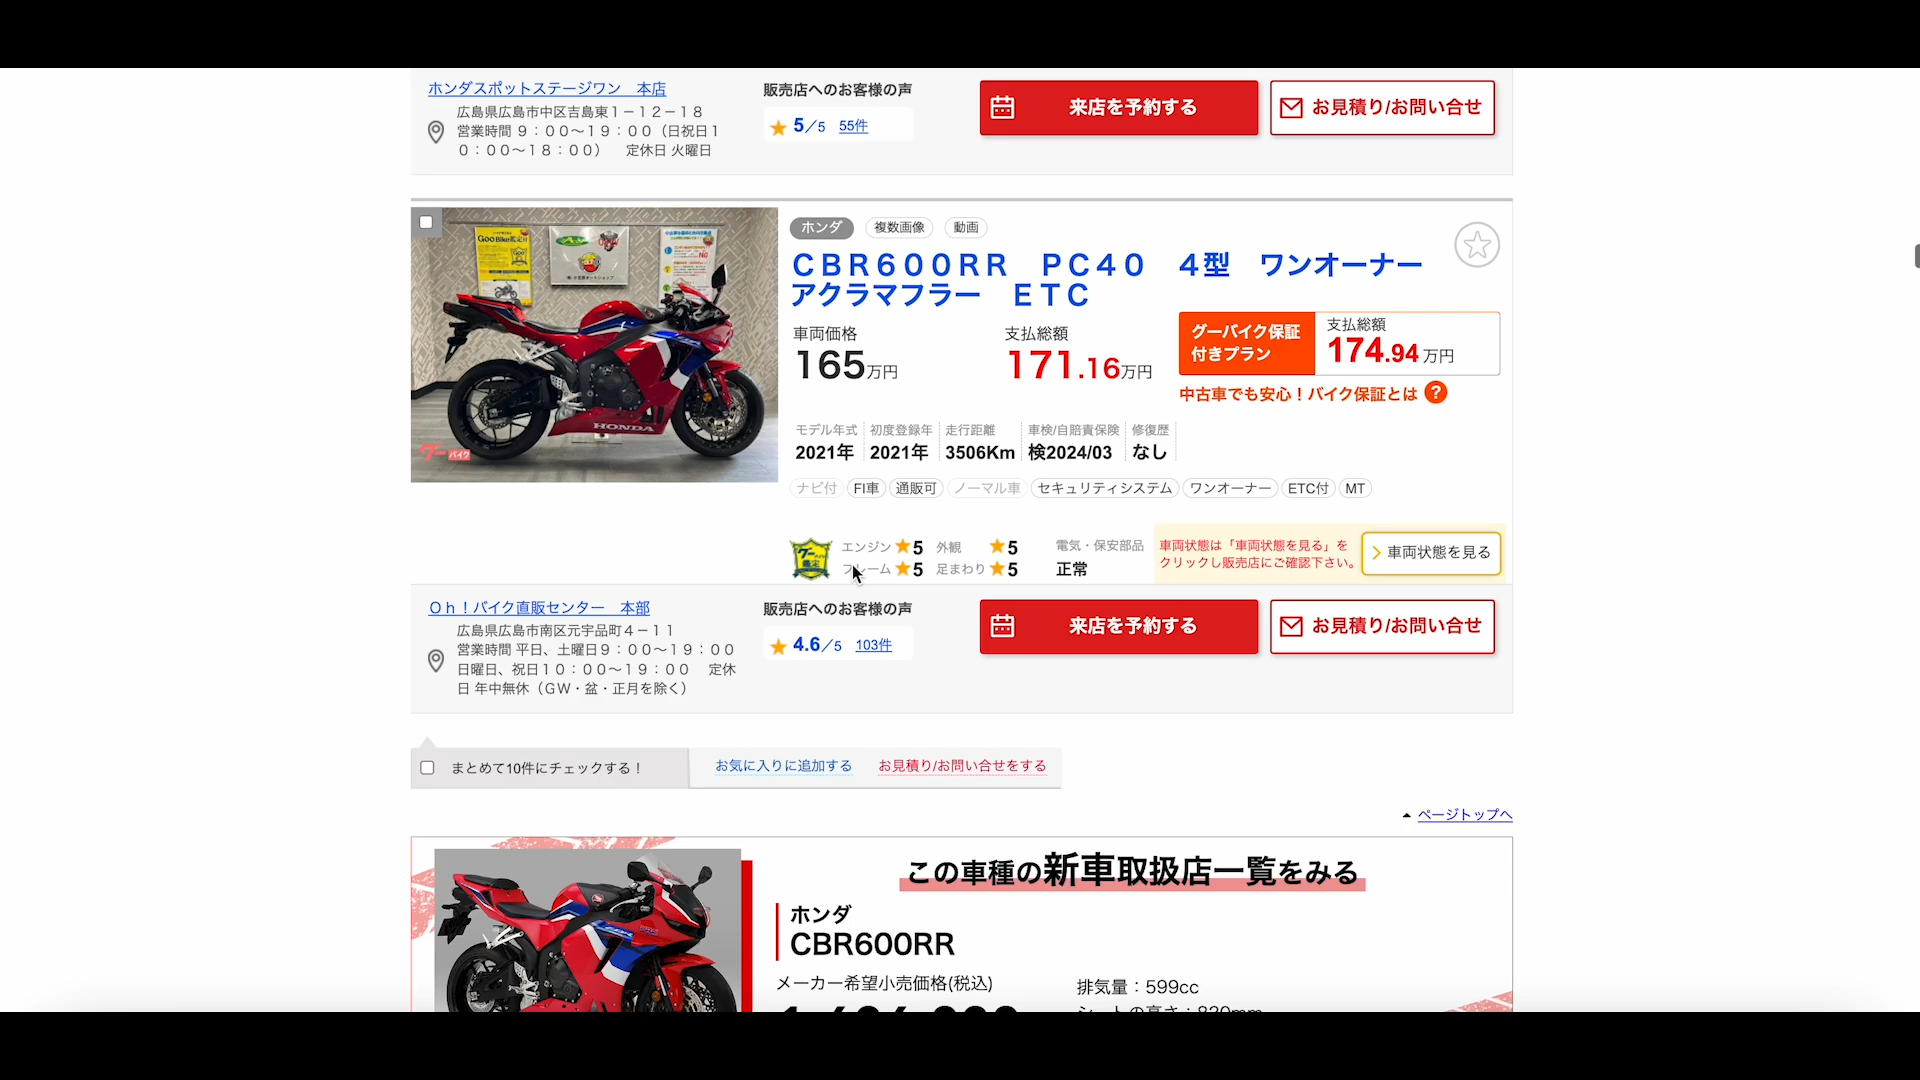 ホンダスポットステージワン　本店
広島県広島市中区吉島東１－１２－１８
営業時間 ９：００～１９：００（日祝日１
０：００～１８：００）　定休日 火曜日
販売店へのお客様の声
5/5 55件
来店を予約する
お見積り/お問い合せ
ホンダ 複数画像 動画
ＣＢＲ６００ＲＲ　ＰＣ４０　４型　ワンオーナー
アクラマフラー　ＥＴＣ
車両価格
165万円
支払総額
171.16万円
グーバイク保証
付きプラン
支払総額
174.94万円
中古車でも安心！バイク保証とは ?
モデル年式 初度登録年 走行距離 車検/自賠責保険 修復歴
2021年 2021年 3506Km 検2024/03 なし
ナビ付 FI車 通販可 ノーマル車 セキュリティシステム ワンオーナー ETC付 MT
エンジン 5 外観 5 電気・保安部品
フレーム 5 足まわり 5 正常
車両状態は「車両状態を見る」を
クリックし販売店にご確認下さい。
車両状態を見る
GooBike鑑定
HONDA
グーバイク
グー
鑑定
Ｏｈ！バイク直販センター　本部
広島県広島市南区元宇品町４－１１
営業時間 平日、土曜日９：００～１９：００
日曜日、祝日１０：００～１９：００　定休
日 年中無休（ＧＷ・盆・正月を除く）
販売店へのお客様の声
4.6/5 103件
来店を予約する
お見積り/お問い合せ
まとめて10件にチェックする！
お気に入りに追加する
お見積り/お問い合せをする
ページトップへ
この車種の新車取扱店一覧をみる
ホンダ
CBR600RR
メーカー希望小売価格(税込)
排気量：599cc